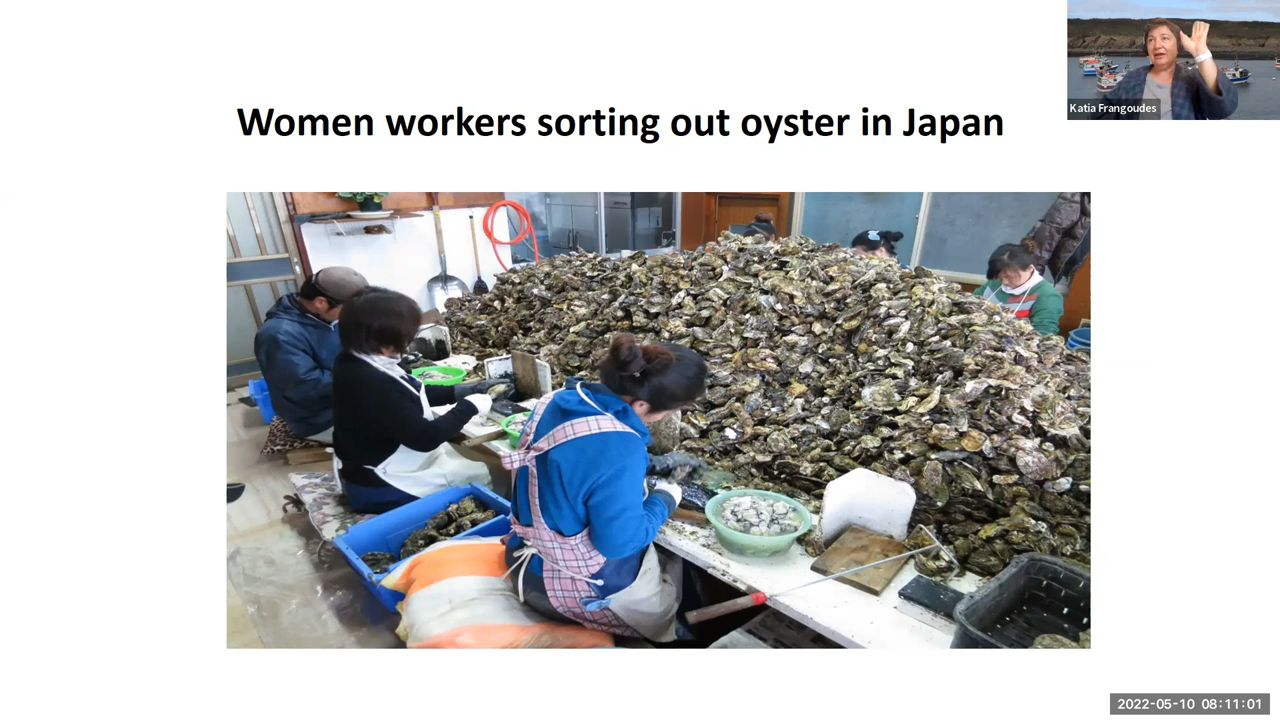 Katia Frangoudes
Women workers sorting out oyster in Japan
2022-05-10 08:11:01